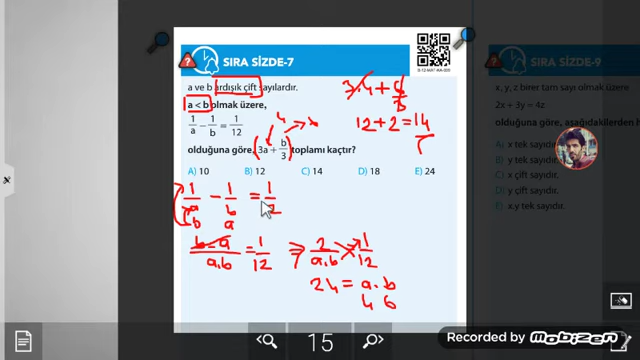 SIRA SİZDE-7
a ve b ardışık çift sayılardır.
a < b olmak üzere,
1/a - 1/b = 1/12
olduğuna göre, (3a + b/3) toplamı kaçtır?
A) 10 B) 12 C) 14 D) 18 E) 24
3.4 + 6/3
12 + 2 = 14
1/a - 1/b = 1/12
b a
b - a / a.b = 1/12 ⇒ 2/a.b = 1/12
24 = a.b
4 6
SIRA SİZDE-9
x, y, z birer tam sayı olmak üzere
2x + 3y = 4z
olduğuna göre, aşağıdakilerden
A) x tek
B) y tek sayı
C) x çift sayıdır.
D) y çift sayıdır.
E) x.y tek sayıdır.
15
Recorded by mobizen